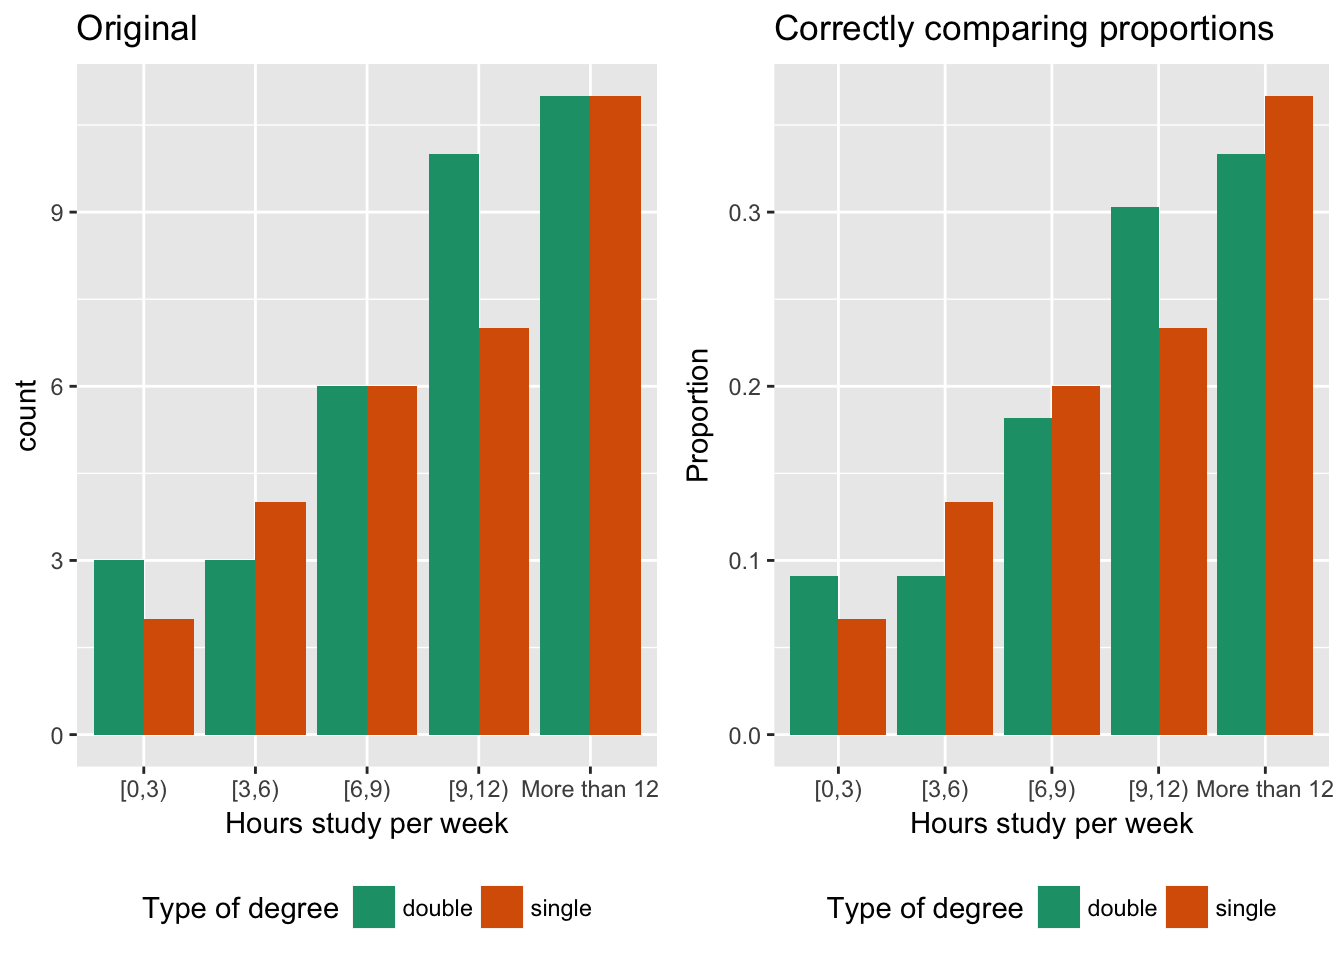 Original
count
9
6
3
0
[0,3) [3,6) [6,9) [9,12) More than 12
Hours study per week
Type of degree double single
Correctly comparing proportions
Proportion
0.3
0.2
0.1
0.0
[0,3) [3,6) [6,9) [9,12) More than 12
Hours study per week
Type of degree double single